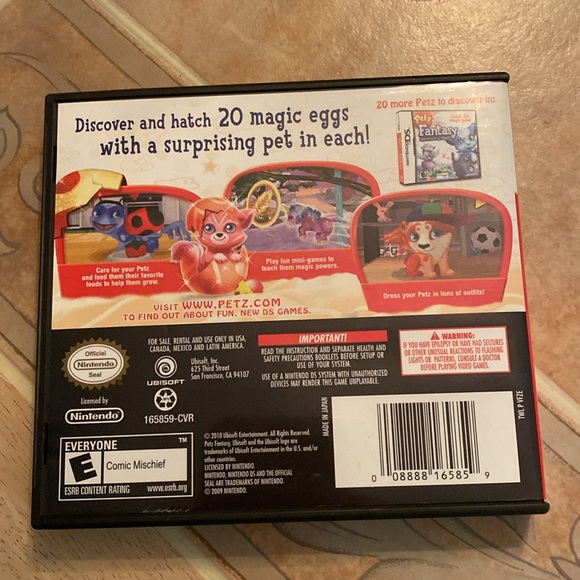 Discover and hatch 20 magic eggs
with a surprising pet in each!
20 more Petz to discover in:
Petz
Fantasy
Care for your Petz
and feed them their favorite
foods to help them grow.
Play fun mini-games to
teach them magic powers.
Dress your Petz in tons of outfits!
VISIT WWW.PETZ.COM
TO FIND OUT ABOUT FUN, NEW DS GAMES.
Official
Nintendo
Seal
Licensed by
Nintendo
FOR SALE, RENTAL AND USE ONLY IN USA,
CANADA, MEXICO AND LATIN AMERICA.
UBISOFT
Ubisoft, Inc.
625 Third Street
San Francisco, CA 94107
165859-CVR
IMPORTANT!
READ THE INSTRUCTION AND SEPARATE HEALTH AND
SAFETY PRECAUTIONS BOOKLETS BEFORE SETUP OR
USE OF YOUR SYSTEM.
USE OF A NINTENDO DS SYSTEM WITH UNAUTHORIZED
DEVICES MAY RENDER THIS GAME UNPLAYABLE.
WARNING:
IF YOU HAVE EPILEPSY OR HAVE HAD SEIZURES
OR OTHER UNUSUAL REACTIONS TO FLASHING
LIGHTS OR PATTERNS, CONSULT A DOCTOR
BEFORE PLAYING VIDEO GAMES.
EVERYONE
TM
E
Comic Mischief
ESRB CONTENT RATING www.esrb.org
© 2010 Ubisoft Entertainment. All Rights Reserved.
Petz Fantasy, Ubisoft and the Ubisoft logo are
trademarks of Ubisoft Entertainment in the U.S. and/or
other countries.
LICENSED BY NINTENDO.
NINTENDO, NINTENDO DS AND THE OFFICIAL
SEAL ARE TRADEMARKS OF NINTENDO.
© 2009 NINTENDO.
MADE IN JAPAN
0 08888 16585 9
TWL P VFZE